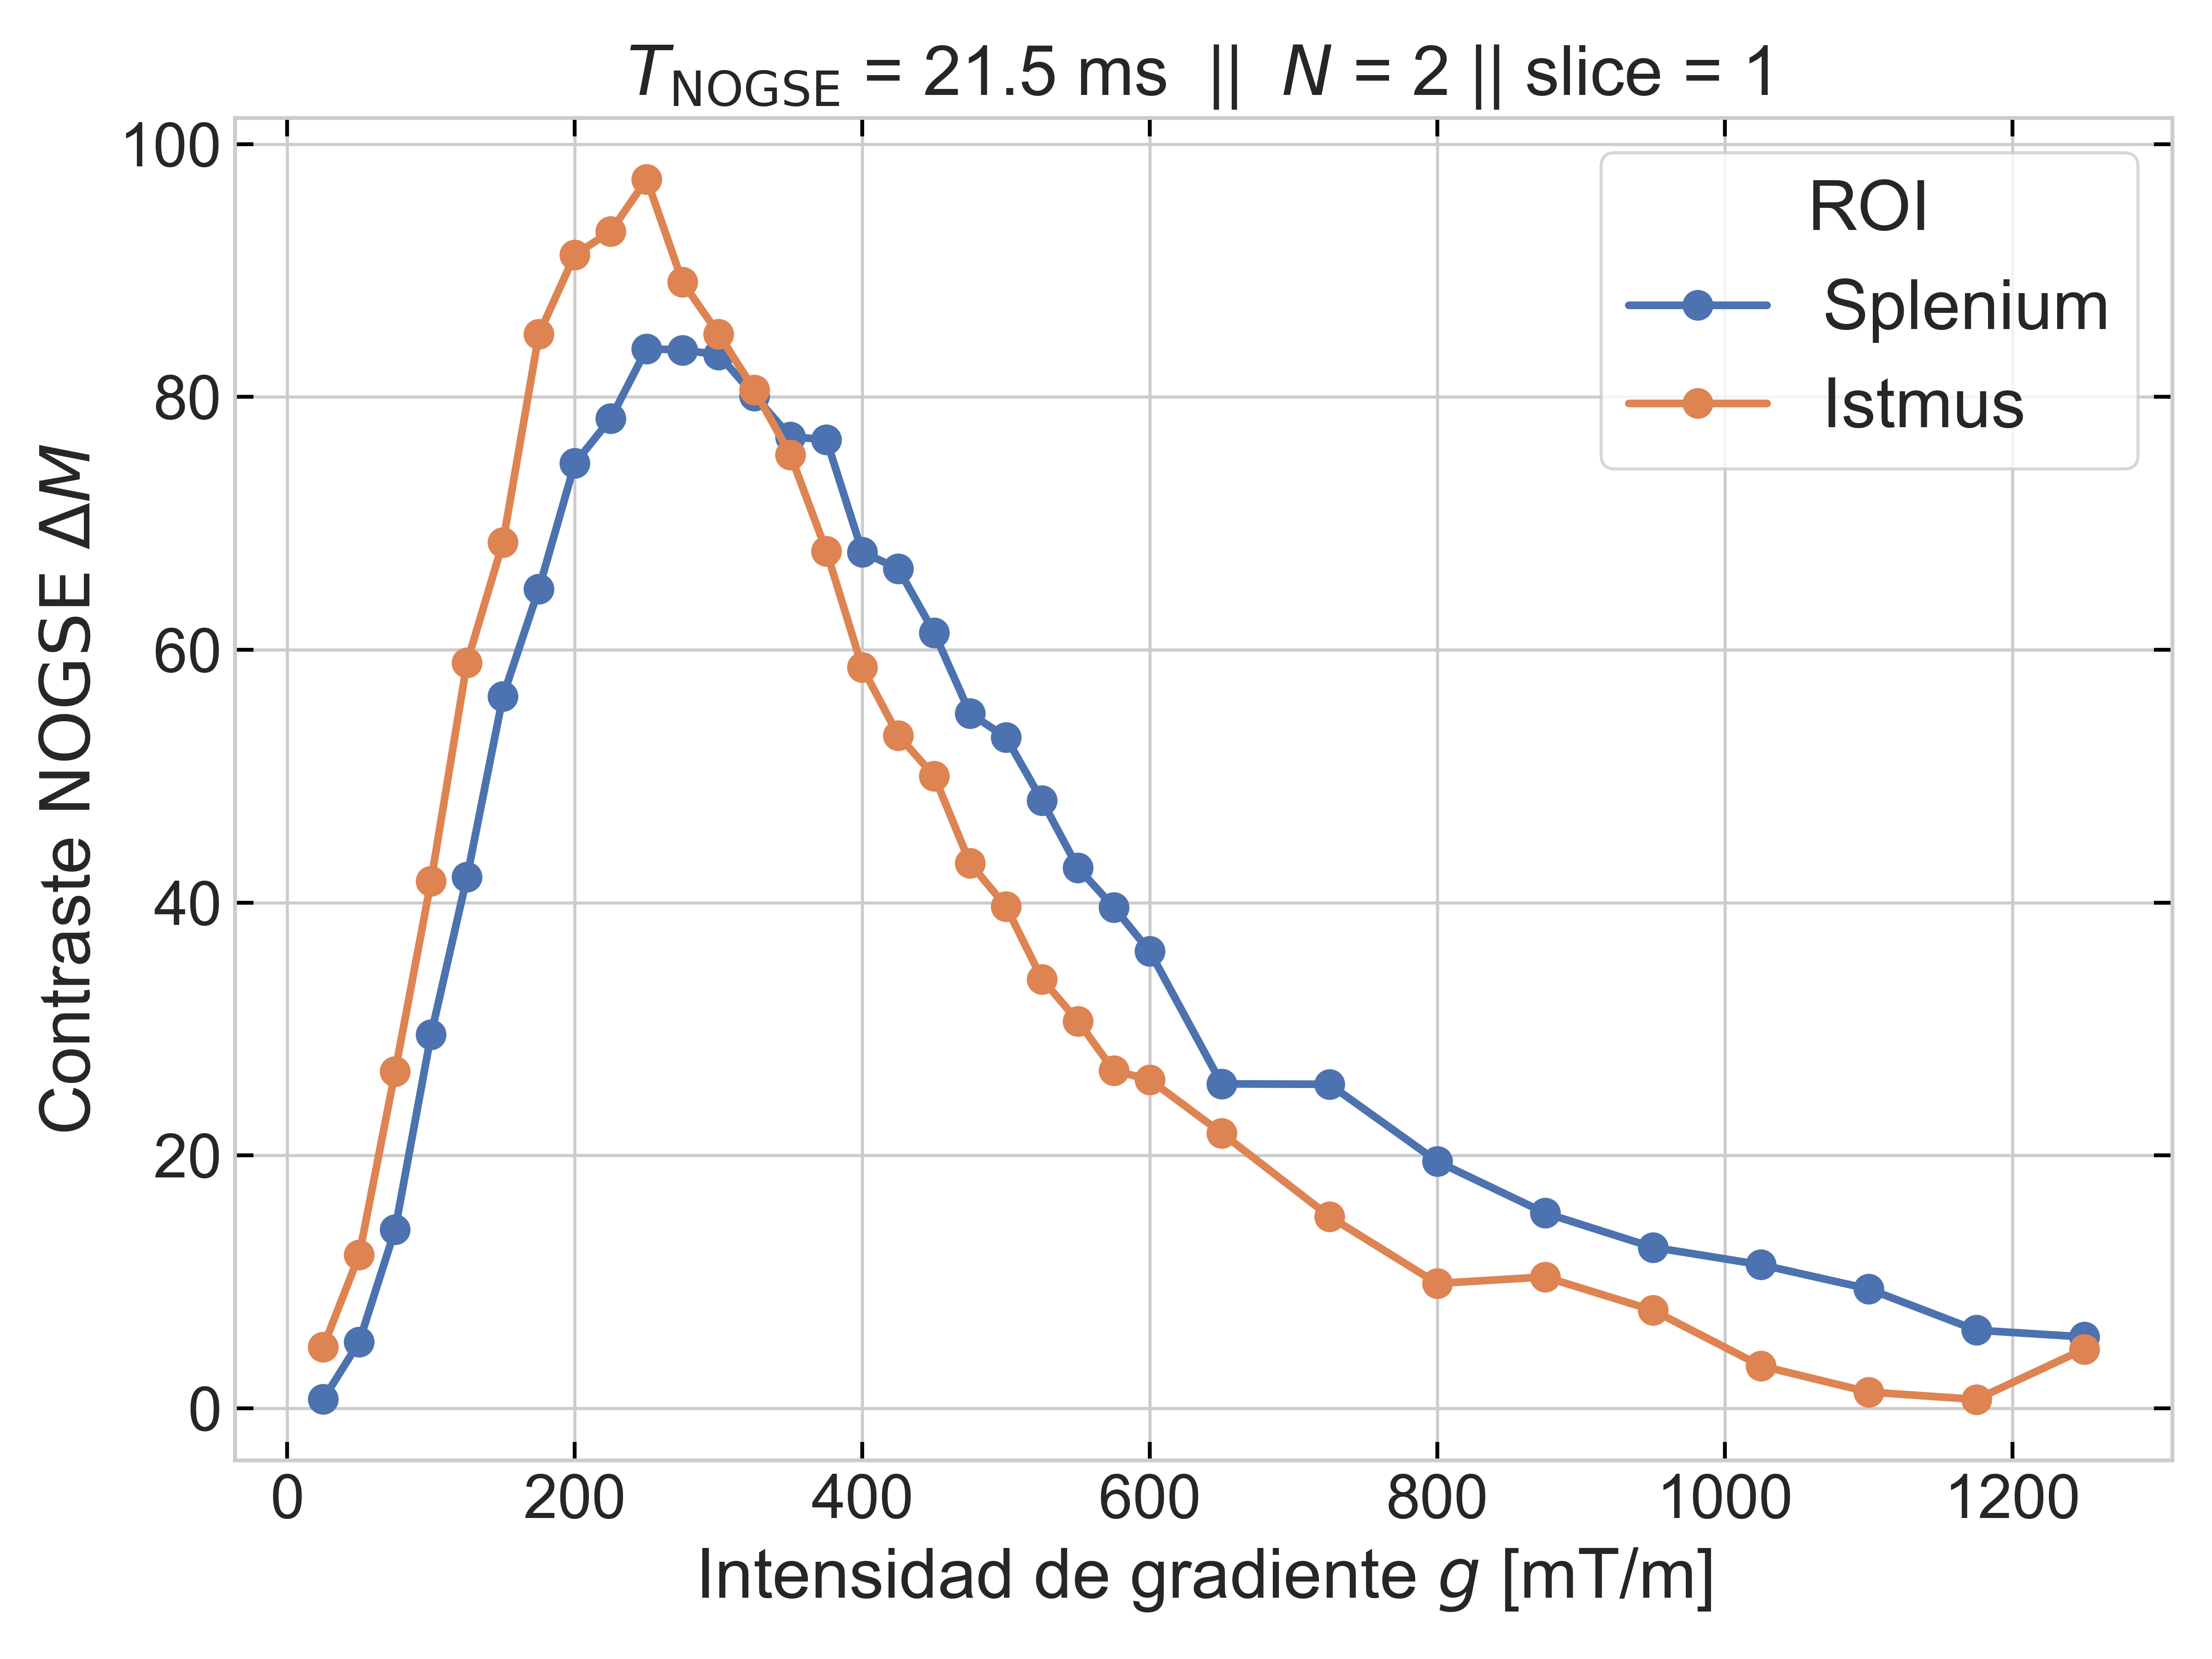 T_NOGSE = 21.5 ms || N = 2 || slice = 1
100
80
60
40
20
0
Contraste NOGSE ΔM
ROI
Splenium
Istmus
0 200 400 600 800 1000 1200
Intensidad de gradiente g [mT/m]